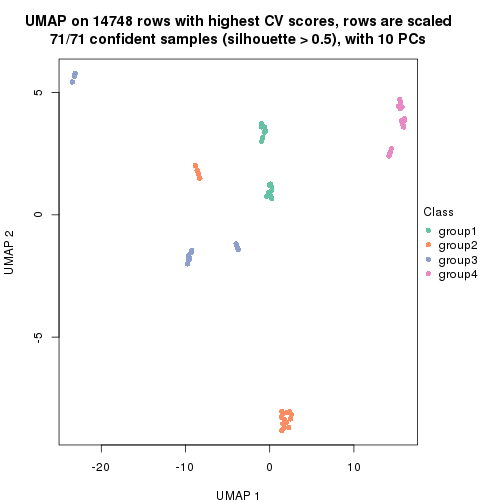 UMAP on 14748 rows with highest CV scores, rows are scaled
71/71 confident samples (silhouette > 0.5), with 10 PCs
5
0
-5
UMAP 2
-20
-10
0
10
UMAP 1
Class
group1
group2
group3
group4